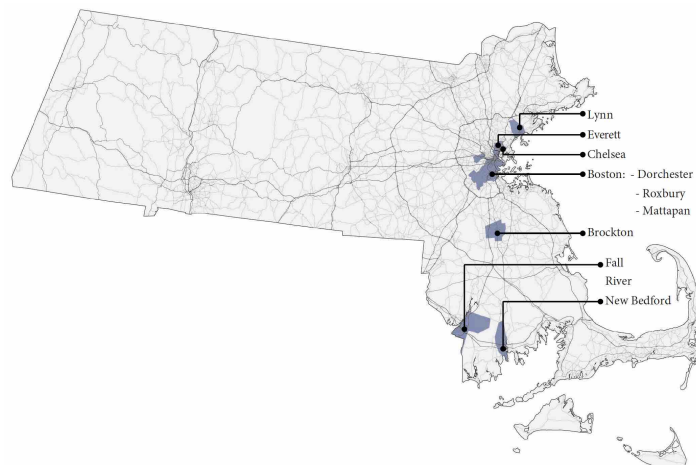 Lynn
Everett
Chelsea
Boston: - Dorchester
- Roxbury
- Mattapan
Brockton
Fall
River
New Bedford